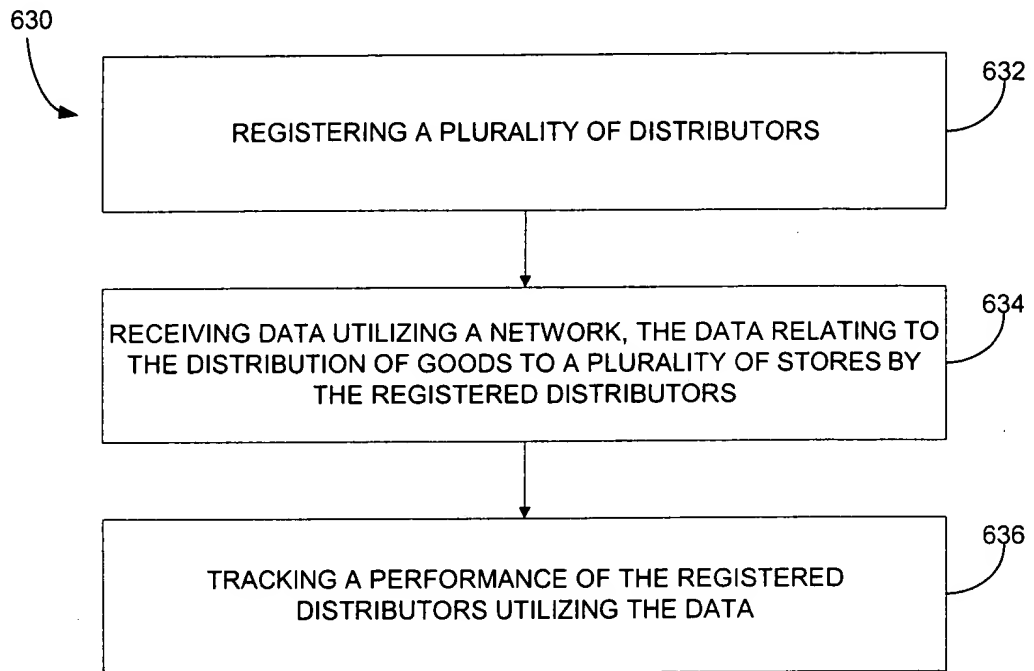 630
632
REGISTERING A PLURALITY OF DISTRIBUTORS
634
RECEIVING DATA UTILIZING A NETWORK, THE DATA RELATING TO
THE DISTRIBUTION OF GOODS TO A PLURALITY OF STORES BY
THE REGISTERED DISTRIBUTORS
636
TRACKING A PERFORMANCE OF THE REGISTERED
DISTRIBUTORS UTILIZING THE DATA